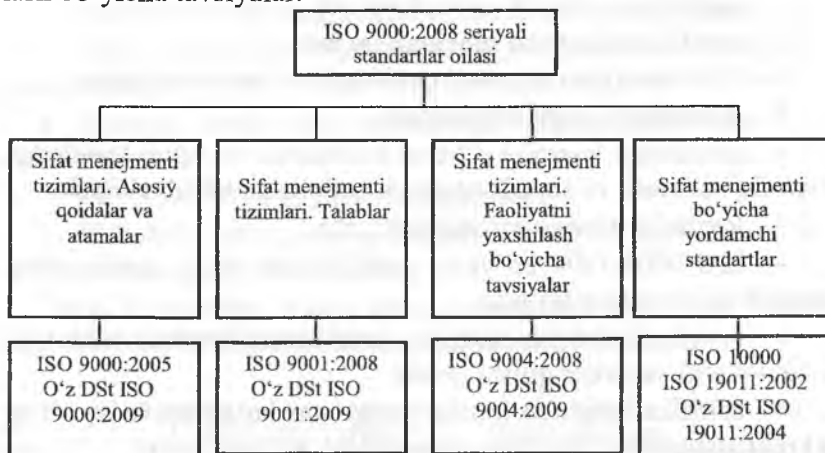 bo‘yicha tavsiyalar.
ISO 9000:2008 seriyali
standartlar oilasi
Sifat menejmenti
tizimlari. Asosiy
qoidalar va
atamalar
Sifat menejmenti
tizimlari. Talablar
Sifat menejmenti
tizimlari.
Faoliyatni
yaxshilash
bo‘yicha
tavsiyalar
Sifat menejmenti
bo‘yicha
yordamchi
standartlar
ISO 9000:2005
O‘z DSt ISO
9000:2009
ISO 9001:2008
O‘z DSt ISO
9001:2009
ISO 9004:2008
O‘z DSt ISO
9004:2009
ISO 10000
ISO 19011:2002
O‘z DSt ISO
19011:2004